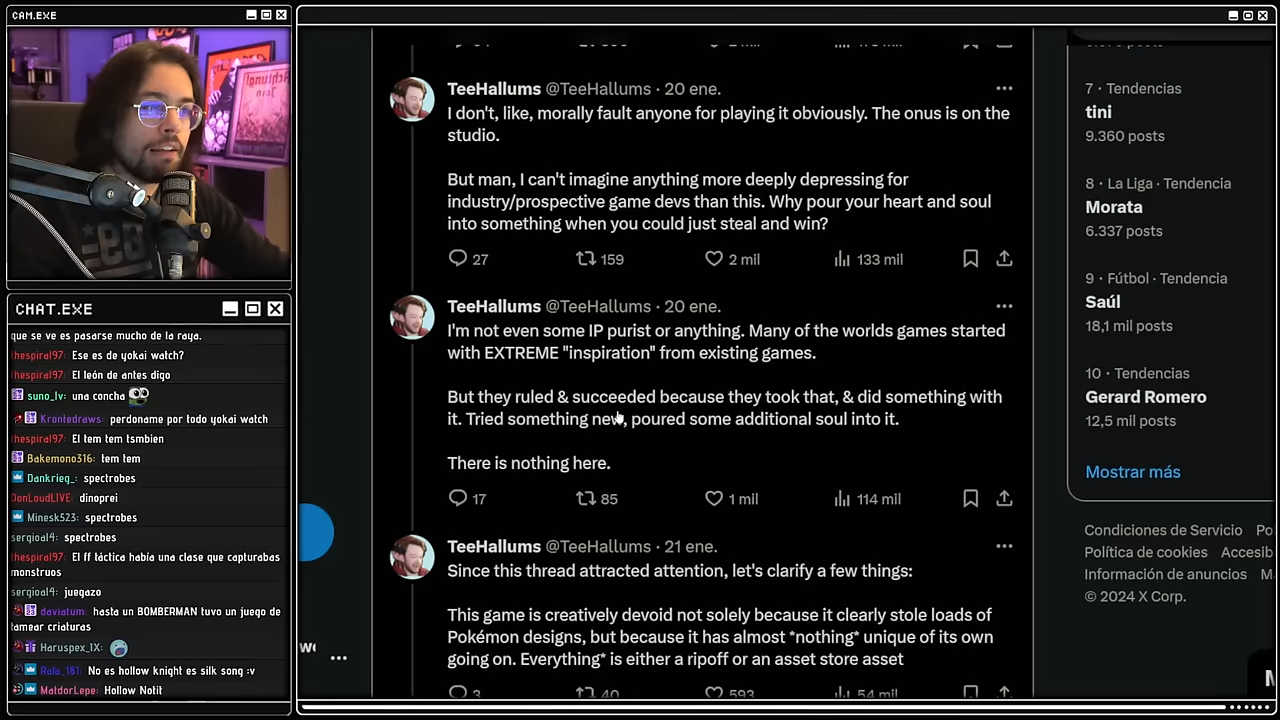 CAM.EXE
CHAT.EXE
que se ve es pasarse mucho de la raya.
hespiral97: Ese es de yokai watch?
hespiral97: El león de antes digo
suno_lv: una concha
Krontedraws: perdoname por todo yokai watch
hespiral97: El tem tem tsmbien
Bakemono316: tem tem
Dankrieg_: spectrobes
DonLoudLIVE: dinoprei
Minesk523: spectrobes
sergioal4: spectrobes
hespiral97: El ff táctica había una clase que capturabas
monstruos
sergioal4: juegazo
daviatum: hasta un BOMBERMAN tuvo un juego de
tamear criaturas
Haruspex_1X:
Rafa_181: No es hollow knight es silk song :v
MatdorLepe: Hollow Notit
TeeHallums @TeeHallums · 20 ene.
I don't, like, morally fault anyone for playing it obviously. The onus is on the
studio.
But man, I can't imagine anything more deeply depressing for
industry/prospective game devs than this. Why pour your heart and soul
into something when you could just steal and win?
27 159 2 mil 133 mil
TeeHallums @TeeHallums · 20 ene.
I'm not even some IP purist or anything. Many of the worlds games started
with EXTREME "inspiration" from existing games.
But they ruled & succeeded because they took that, & did something with
it. Tried something new, poured some additional soul into it.
There is nothing here.
17 85 1 mil 114 mil
TeeHallums @TeeHallums · 21 ene.
Since this thread attracted attention, let's clarify a few things:
This game is creatively devoid not solely because it clearly stole loads of
Pokémon designs, but because it has almost *nothing* unique of its own
going on. Everything* is either a ripoff or an asset store asset
3 40 593 54 mil
7 · Tendencias
tini
9.360 posts
8 · La Liga · Tendencia
Morata
6.337 posts
9 · Fútbol · Tendencia
Saúl
18,1 mil posts
10 · Tendencias
Gerard Romero
12,5 mil posts
Mostrar más
Condiciones de Servicio Po
Política de cookies Accesib
Información de anuncios M
© 2024 X Corp.